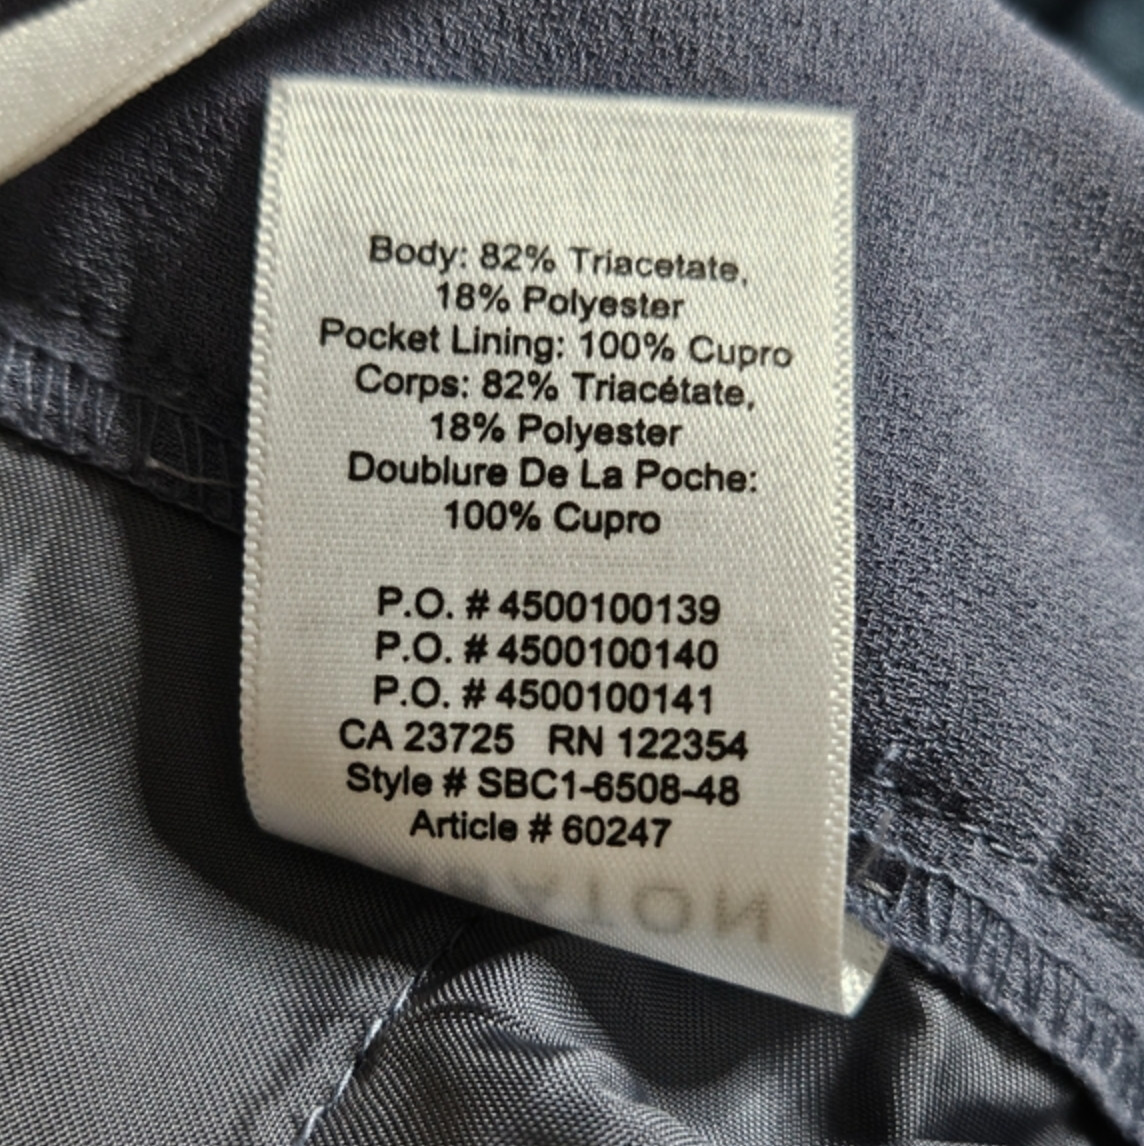 Body: 82% Triacetate,
18% Polyester
Pocket Lining: 100% Cupro
Corps: 82% Triacétate,
18% Polyester
Doublure De La Poche:
100% Cupro
P.O. # 4500100139
P.O. # 4500100140
P.O. # 4500100141
CA 23725 RN 122354
Style # SBC1-6508-48
Article # 60247